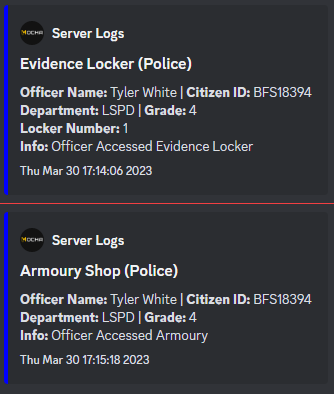 MOCHA Server Logs
Evidence Locker (Police)
Officer Name: Tyler White | Citizen ID: BFS18394
Department: LSPD | Grade: 4
Locker Number: 1
Info: Officer Accessed Evidence Locker
Thu Mar 30 17:14:06 2023
MOCHA Server Logs
Armoury Shop (Police)
Officer Name: Tyler White | Citizen ID: BFS18394
Department: LSPD | Grade: 4
Info: Officer Accessed Armoury
Thu Mar 30 17:15:18 2023